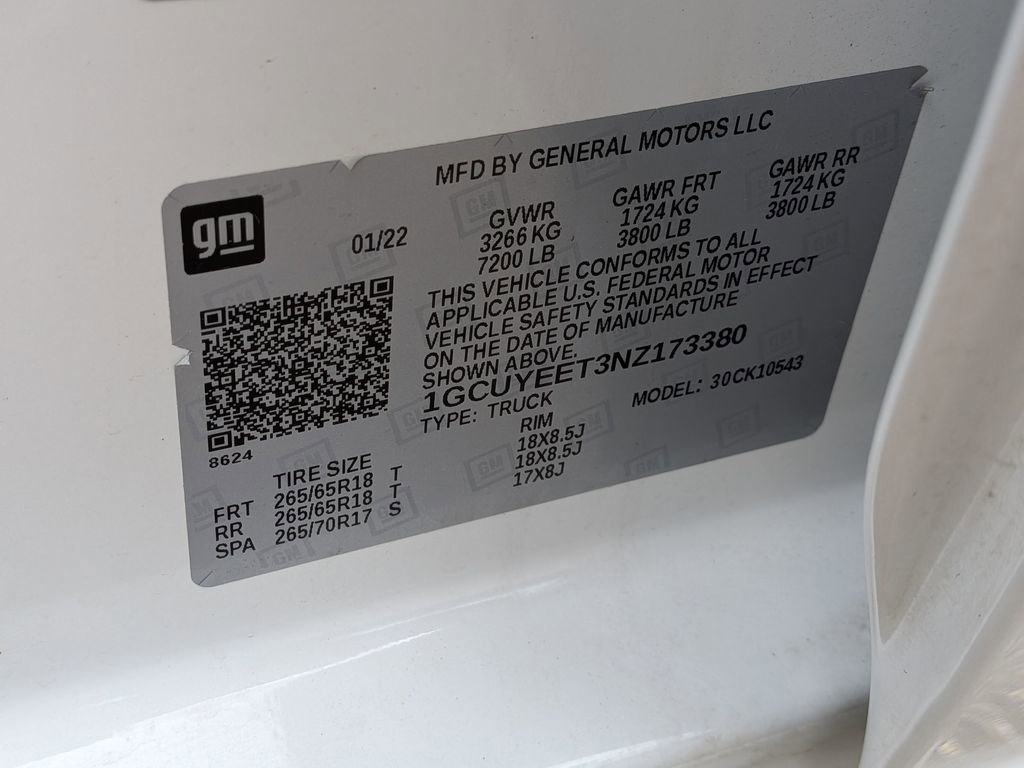 MFD BY GENERAL MOTORS LLC
gm
01/22
GVWR GAWR FRT GAWR RR
3266 KG 1724 KG 1724 KG
7200 LB 3800 LB 3800 LB
THIS VEHICLE CONFORMS TO ALL
APPLICABLE U.S. FEDERAL MOTOR
VEHICLE SAFETY STANDARDS IN EFFECT
ON THE DATE OF MANUFACTURE
SHOWN ABOVE.
1GCUYEET3NZ173380
TYPE: TRUCK MODEL: 30CK10543
8624
TIRE SIZE RIM
FRT 265/65R18 T 18X8.5J
RR 265/65R18 T 18X8.5J
SPA 265/70R17 S 17X8J